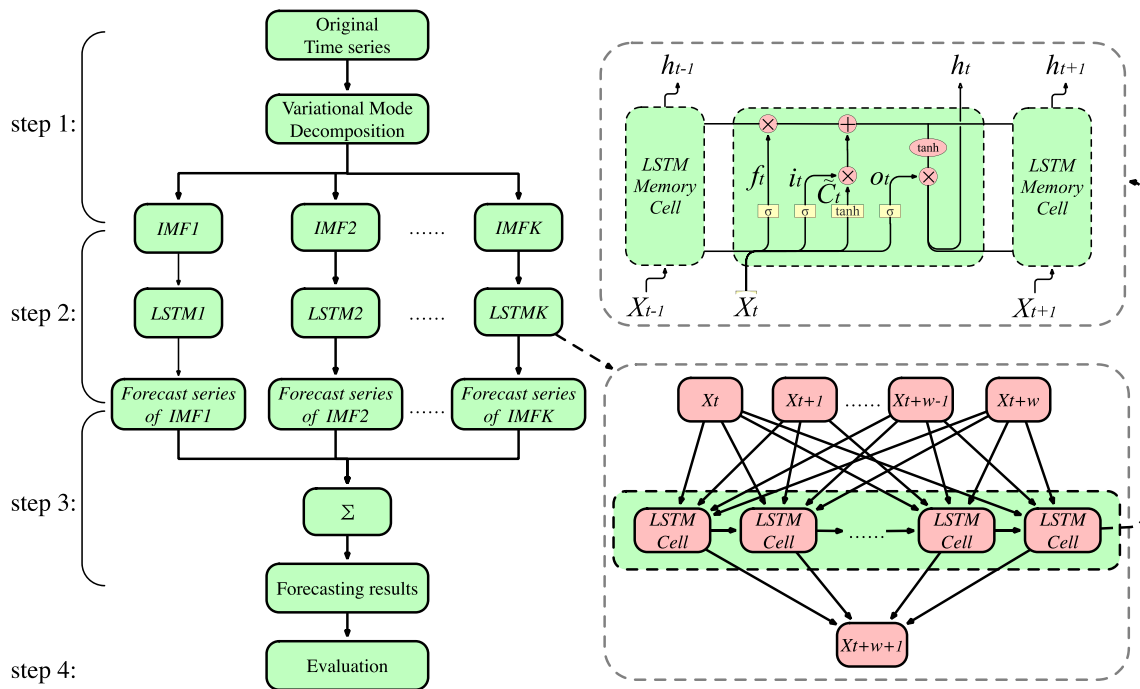 Original
Time series
step 1:
Variational Mode
Decomposition
IMF1
IMF2
......
IMFK
step 2:
LSTM1
LSTM2
......
LSTMK
Forecast series
of IMF1
Forecast series
of IMF2
......
Forecast series
of IMFK
step 3:
Σ
Forecasting results
step 4:
Evaluation
ht-1
ht
ht+1
LSTM
Memory
Cell
×
+
tanh
ft
it
×
C̃t
ot
×
σ
σ
tanh
σ
LSTM
Memory
Cell
Xt-1
Xt
Xt+1
Xt
Xt+1
......
Xt+w-1
Xt+w
LSTM
Cell
LSTM
Cell
......
LSTM
Cell
LSTM
Cell
Xt+w+1